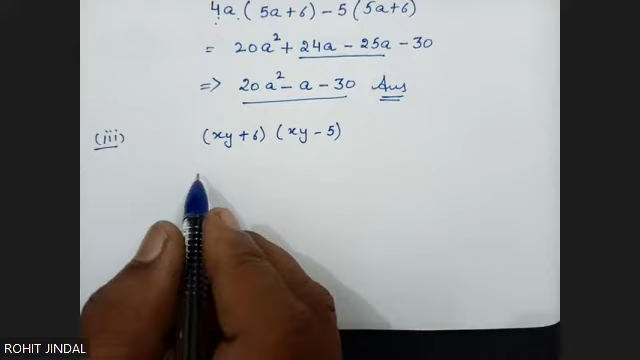 4a (5a+6) - 5 (5a+6)
= 20a² + 24a - 25a - 30
=> 20a² - a - 30 Ans
(iii) (xy + 6) (xy - 5)
ROHIT JINDAL